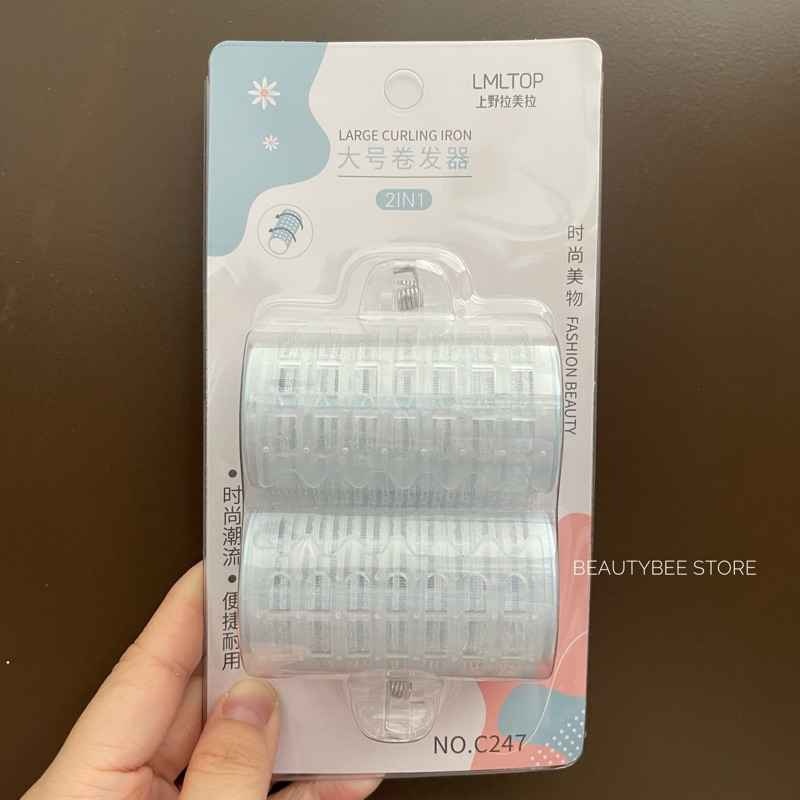 LMLTOP
上野拉美拉
LARGE CURLING IRON
大号卷发器
2IN1
时尚美物 FASHION BEAUTY
•时尚潮流•便捷耐用
BEAUTYBEE STORE
NO.C247